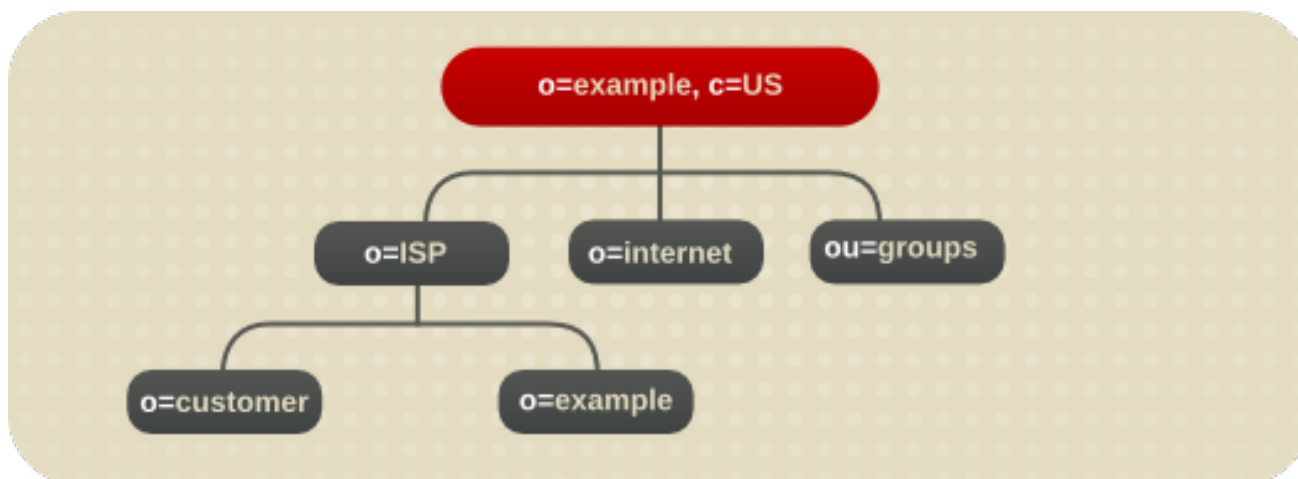 o=example, c=US
o=ISP
o=internet
ou=groups
o=customer
o=example